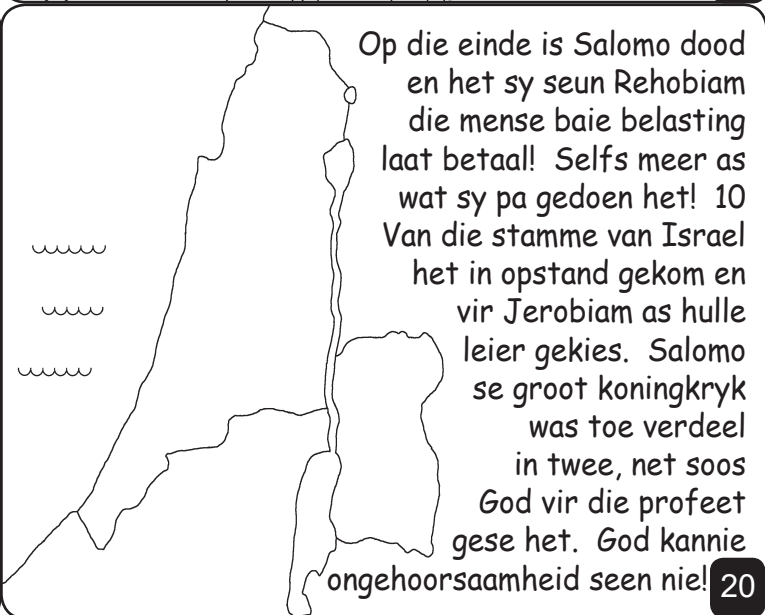 Op die einde is Salomo dood
en het sy seun Rehobiam
die mense baie belasting
laat betaal!  Selfs meer as
wat sy pa gedoen het!  10
Van die stamme van Israel
het in opstand gekom en
vir Jerobiam as hulle
leier gekies.  Salomo
se groot koningkryk
was toe verdeel
in twee, net soos
God vir die profeet
gese het.  God kannie
ongehoorsaamheid seen nie!
20